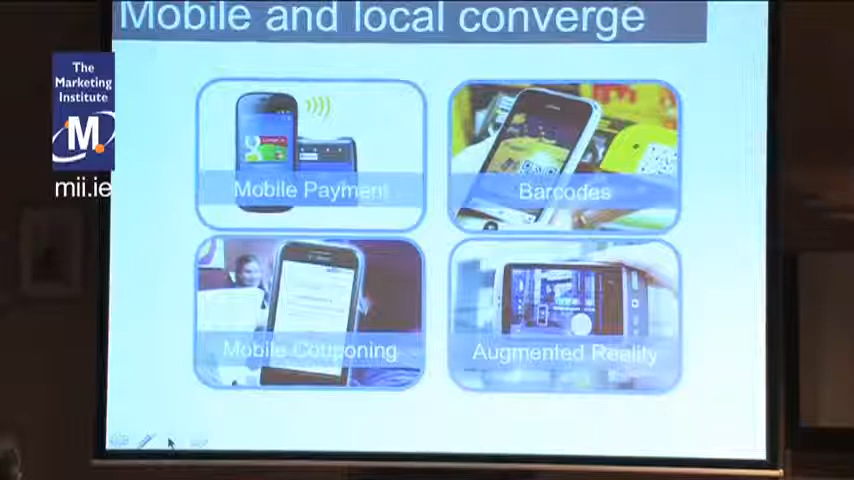 Mobile and local converge
The
Marketing
Institute
M
mii.ie
Mobile Payment
Barcodes
Mobile Couponing
Augmented Reality